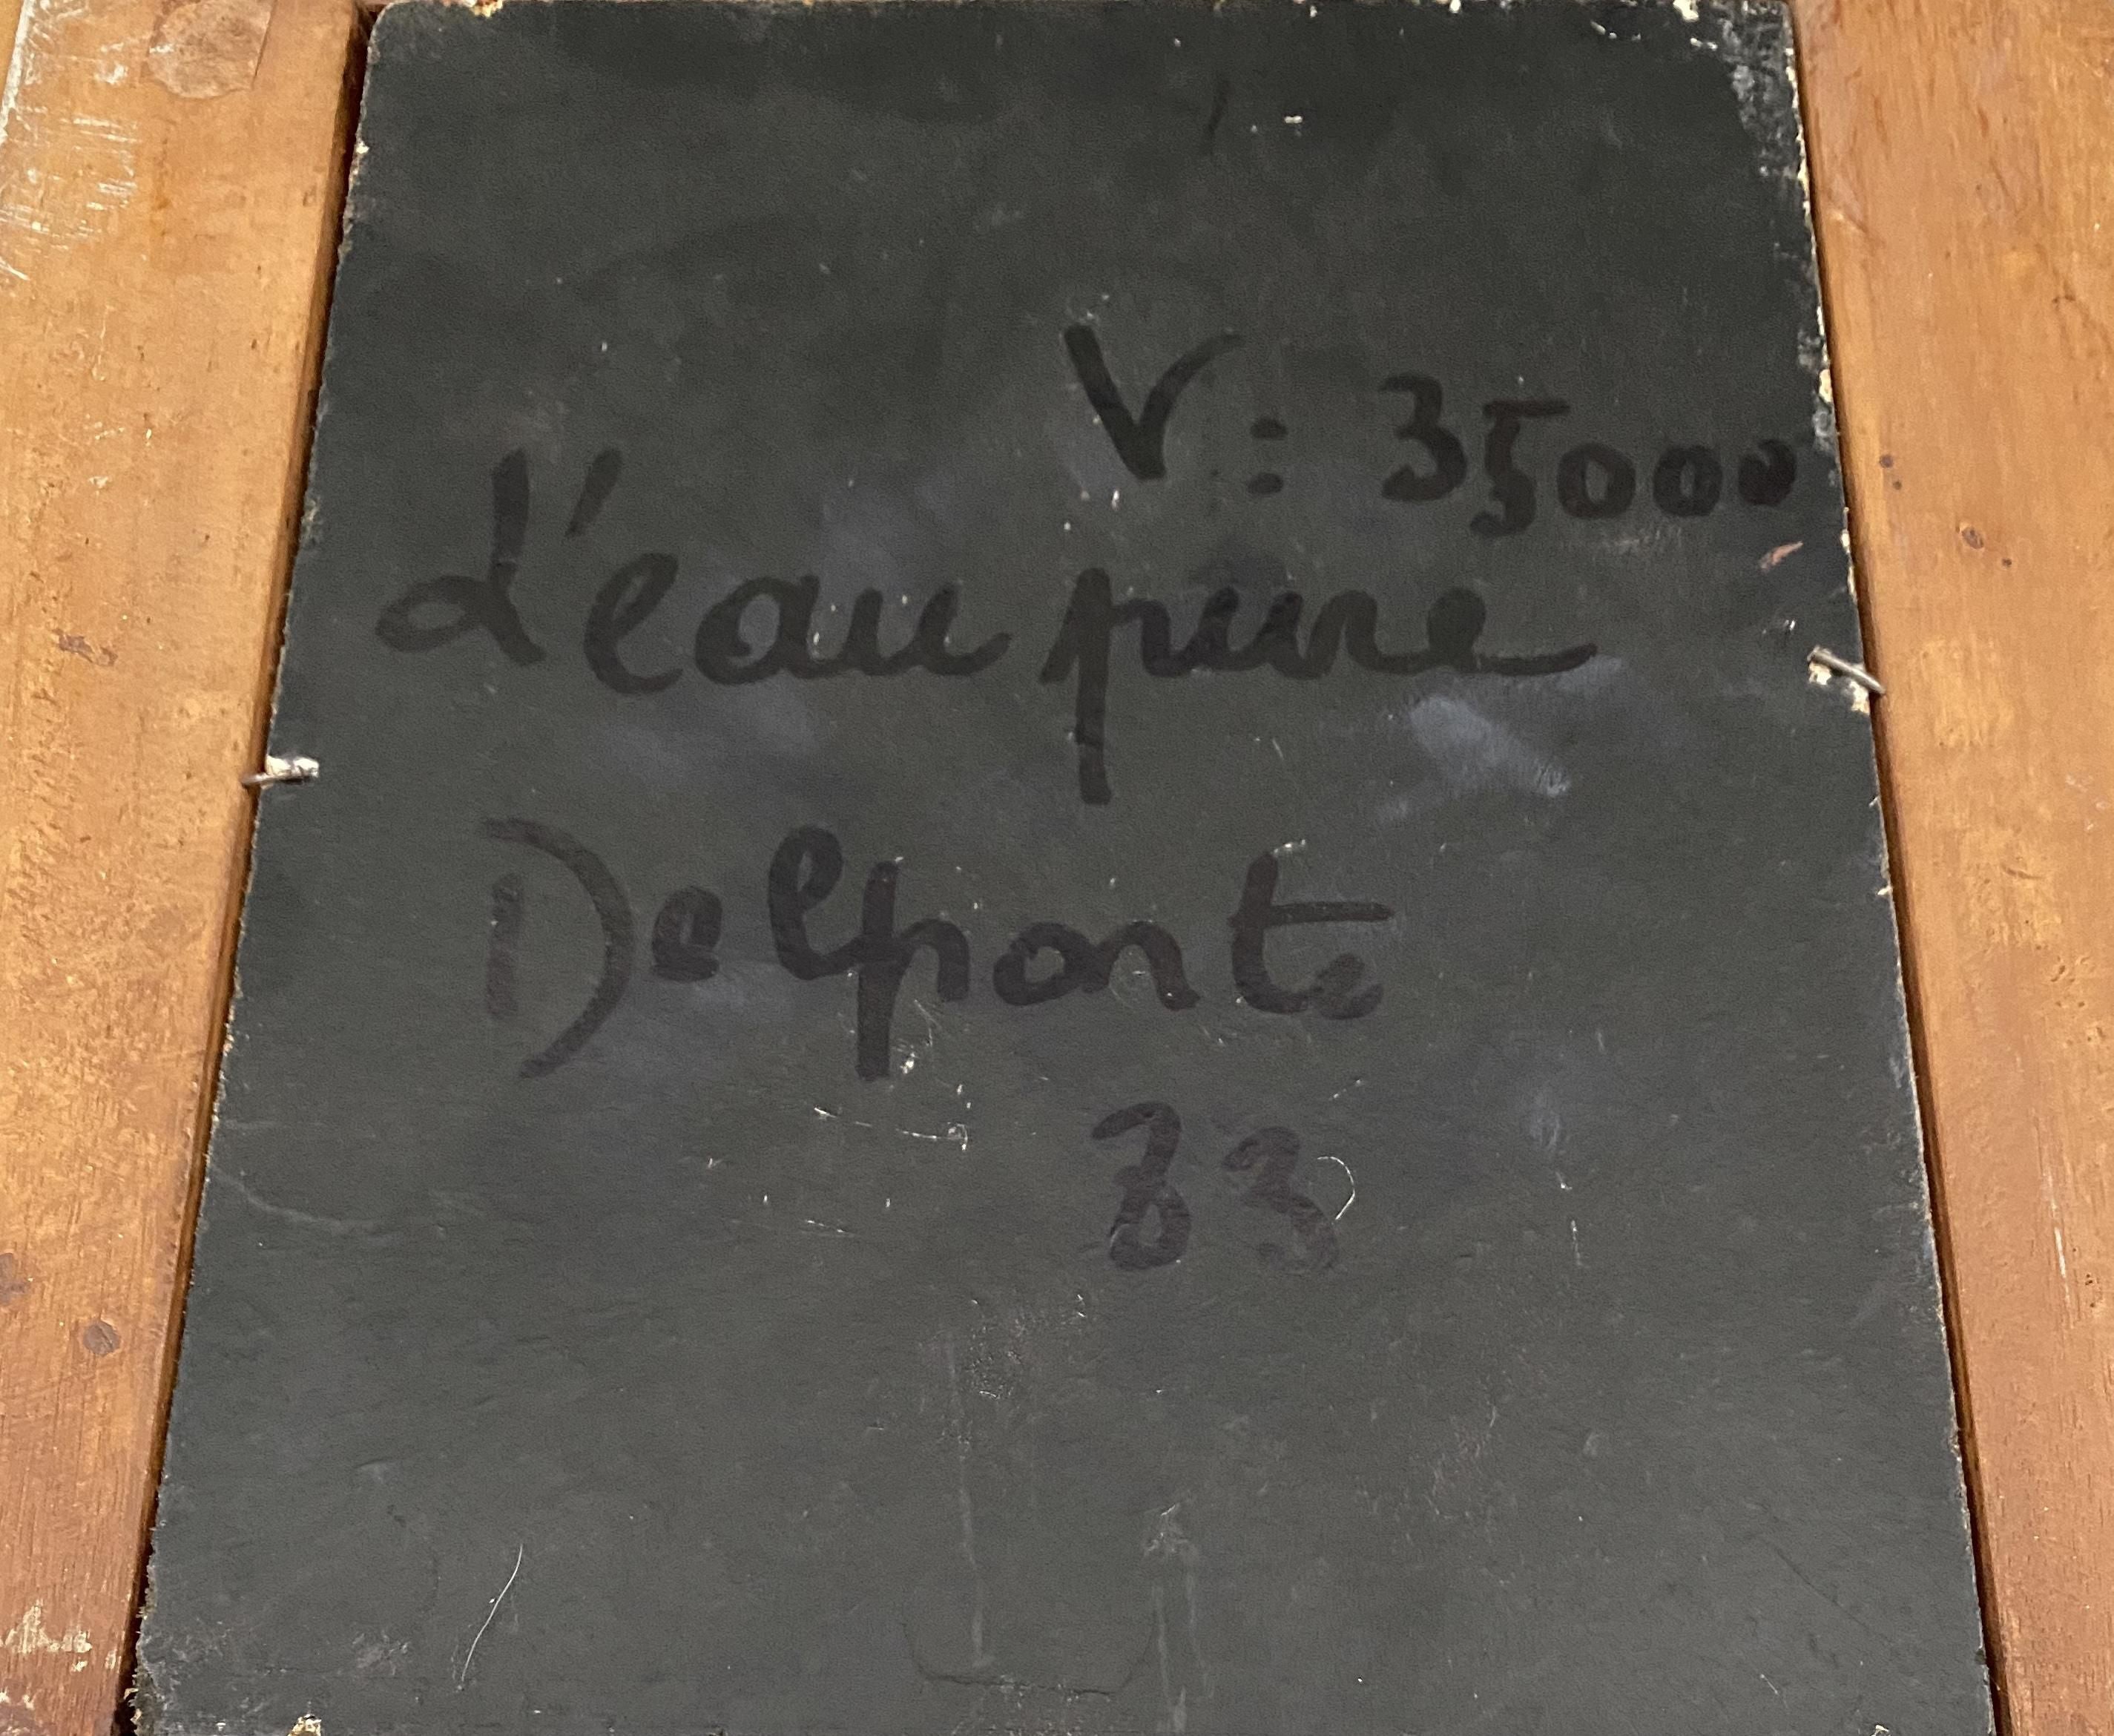 V: 35000
d'eau pure
Delporte
83